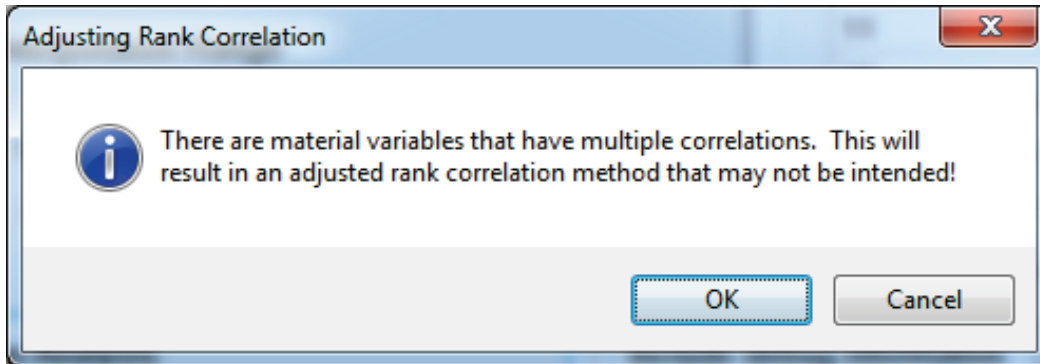 Adjusting Rank Correlation
There are material variables that have multiple correlations.  This will
result in an adjusted rank correlation method that may not be intended!
OK
Cancel